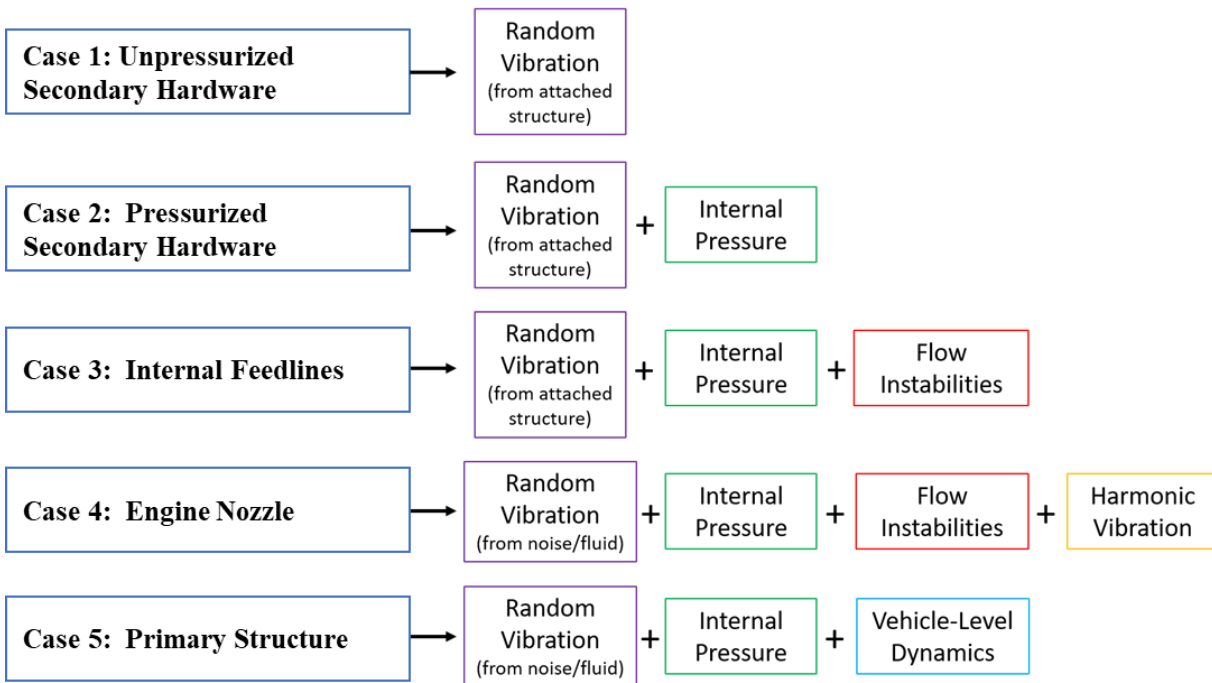 Case 1: Unpressurized
Secondary Hardware
Random
Vibration
(from attached
structure)
Case 2:  Pressurized
Secondary Hardware
Random
Vibration
(from attached
structure)
+
Internal
Pressure
Case 3:  Internal Feedlines
Random
Vibration
(from attached
structure)
+
Internal
Pressure
+
Flow
Instabilities
Case 4:  Engine Nozzle
Random
Vibration
(from noise/fluid)
+
Internal
Pressure
+
Flow
Instabilities
+
Harmonic
Vibration
Case 5:  Primary Structure
Random
Vibration
(from noise/fluid)
+
Internal
Pressure
+
Vehicle-Level
Dynamics